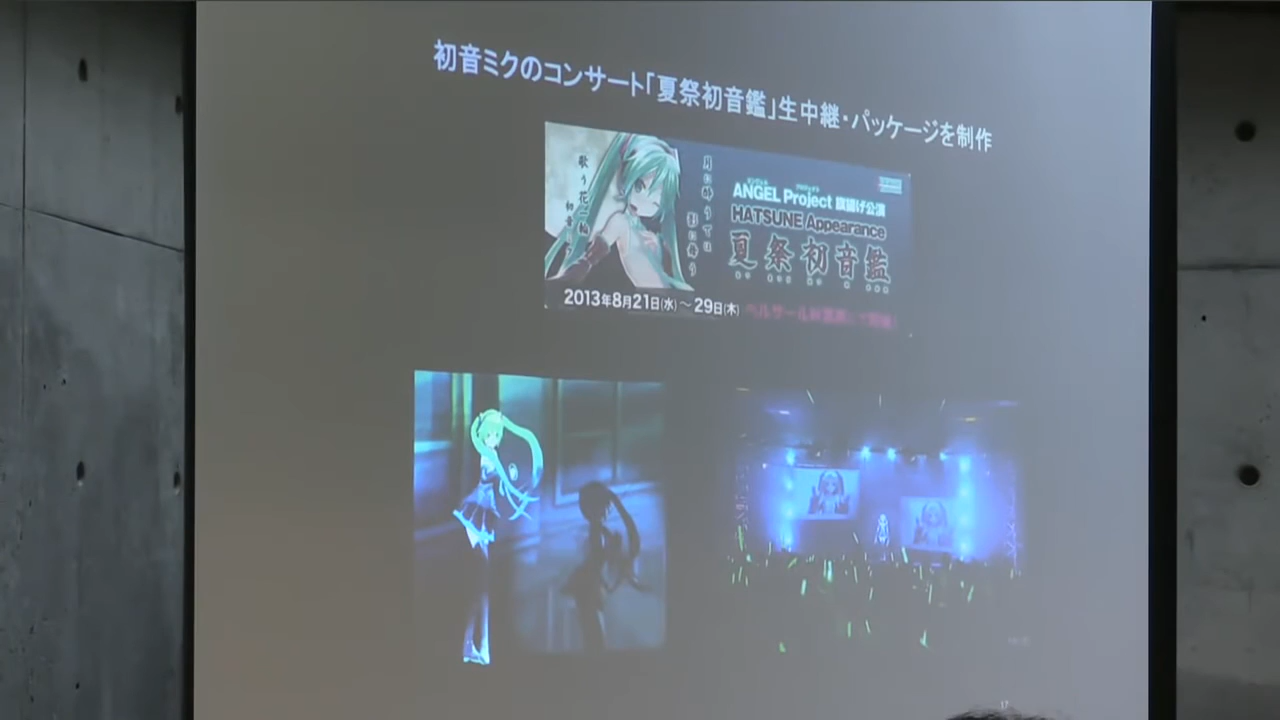 初音ミクのコンサート「夏祭初音鑑」生中継・パッケージを制作
歌う花一輪
初音
月に酔うては
影に舞う
ANGEL Project 旗揚げ公演
HATSUNE Appearance
夏祭初音鑑
2013年8月21日(水)～29日(木)
17